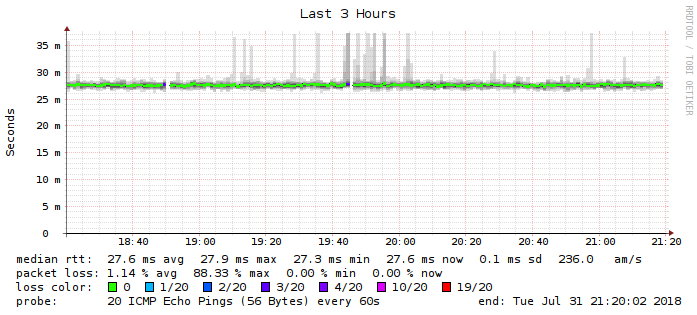 Last 3 Hours
RRDTOOL / TOBI OETIKER
Seconds
35 m
30 m
25 m
20 m
15 m
10 m
5 m
0
18:40 19:00 19:20 19:40 20:00 20:20 20:40 21:00 21:20
median rtt: 27.6 ms avg 27.9 ms max 27.3 ms min 27.6 ms now 0.1 ms sd 236.0 am/s
packet loss: 1.14 % avg 88.33 % max 0.00 % min 0.00 % now
loss color: 0 1/20 2/20 3/20 4/20 10/20 19/20
probe: 20 ICMP Echo Pings (56 Bytes) every 60s end: Tue Jul 31 21:20:02 2018